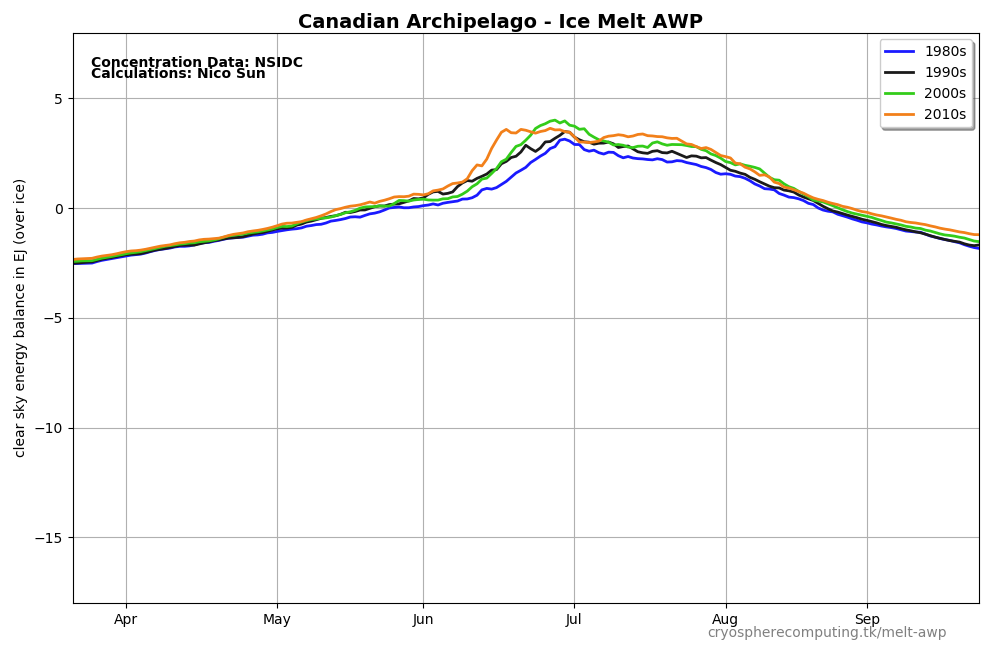 Canadian Archipelago - Ice Melt AWP
Concentration Data: NSIDC
Calculations: Nico Sun
1980s
1990s
2000s
2010s
clear sky energy balance in EJ (over ice)
5
0
−5
−10
−15
Apr May Jun Jul Aug Sep
cryospherecomputing.tk/melt-awp